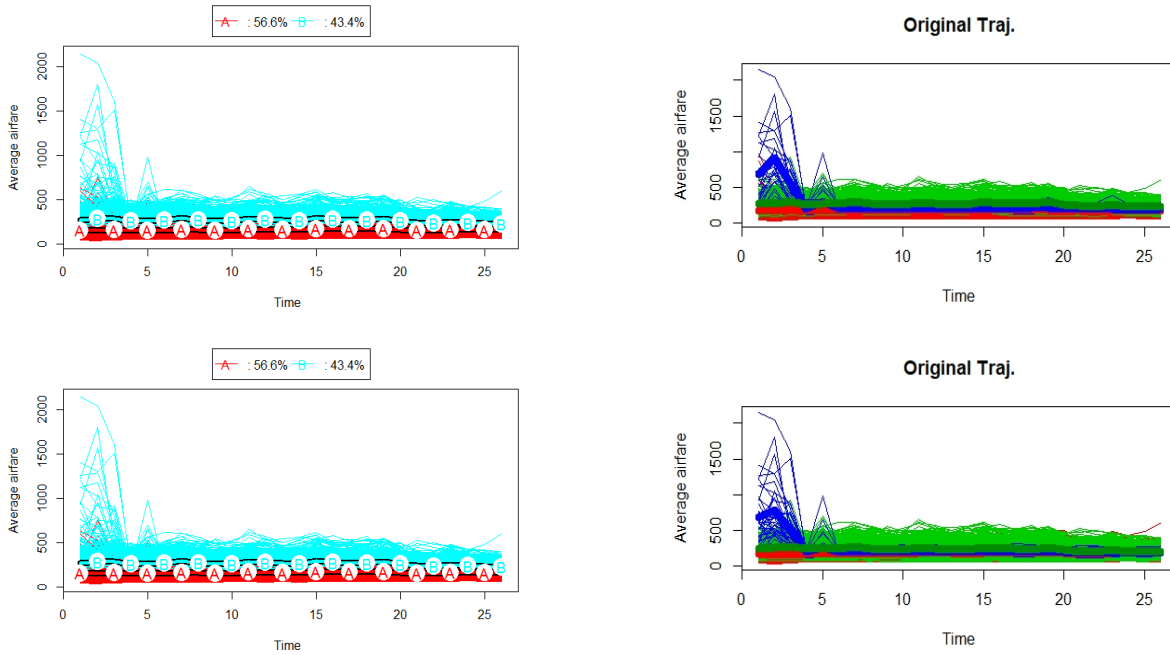 A : 56.6% B : 43.4%
Average airfare
2000
1500
1000
500
0
B B B B B B B B B B B B B
A A A A A A A A A A A A A
0 5 10 15 20 25
Time
Original Traj.
Average airfare
1500
500
0
0 5 10 15 20 25
Time
A : 56.6% B : 43.4%
Average airfare
2000
1500
1000
500
0
B B B B B B B B B B B B B
A A A A A A A A A A A A A
0 5 10 15 20 25
Time
Original Traj.
Average airfare
1500
500
0
0 5 10 15 20 25
Time